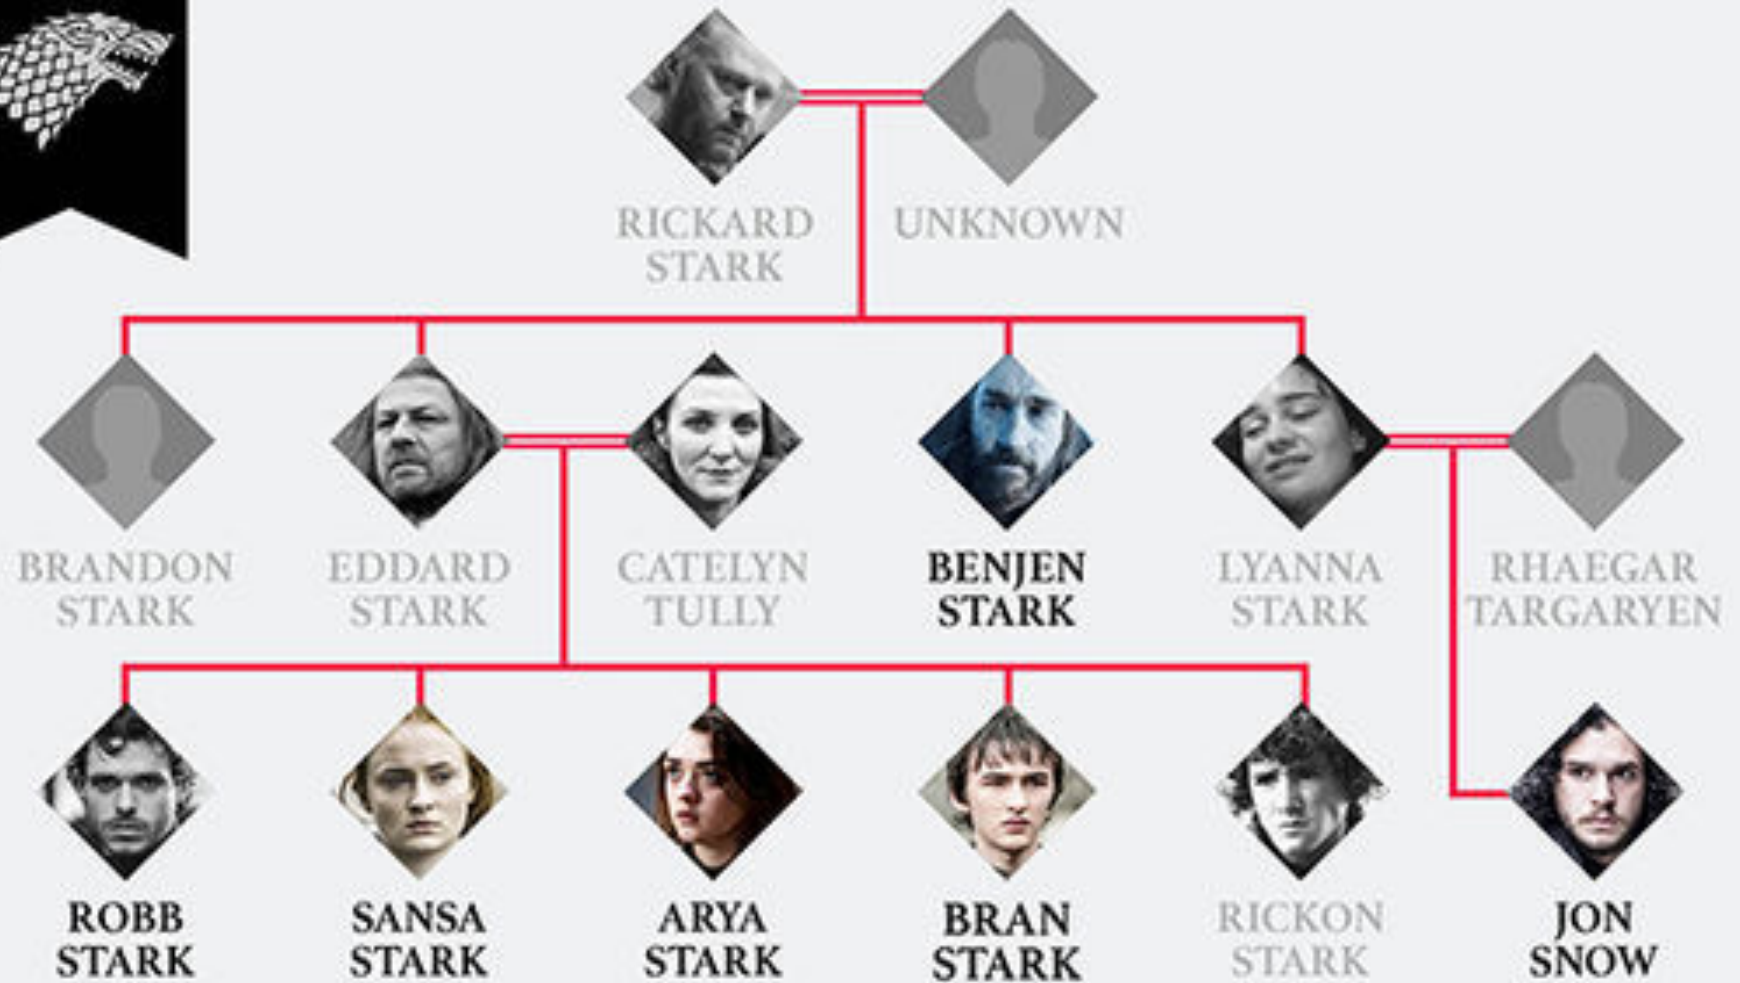 RICKARD
STARK
UNKNOWN
BRANDON
STARK
EDDARD
STARK
CATELYN
TULLY
BENJEN
STARK
LYANNA
STARK
RHAEGAR
TARGARYEN
ROBB
STARK
SANSA
STARK
ARYA
STARK
BRAN
STARK
RICKON
STARK
JON
SNOW